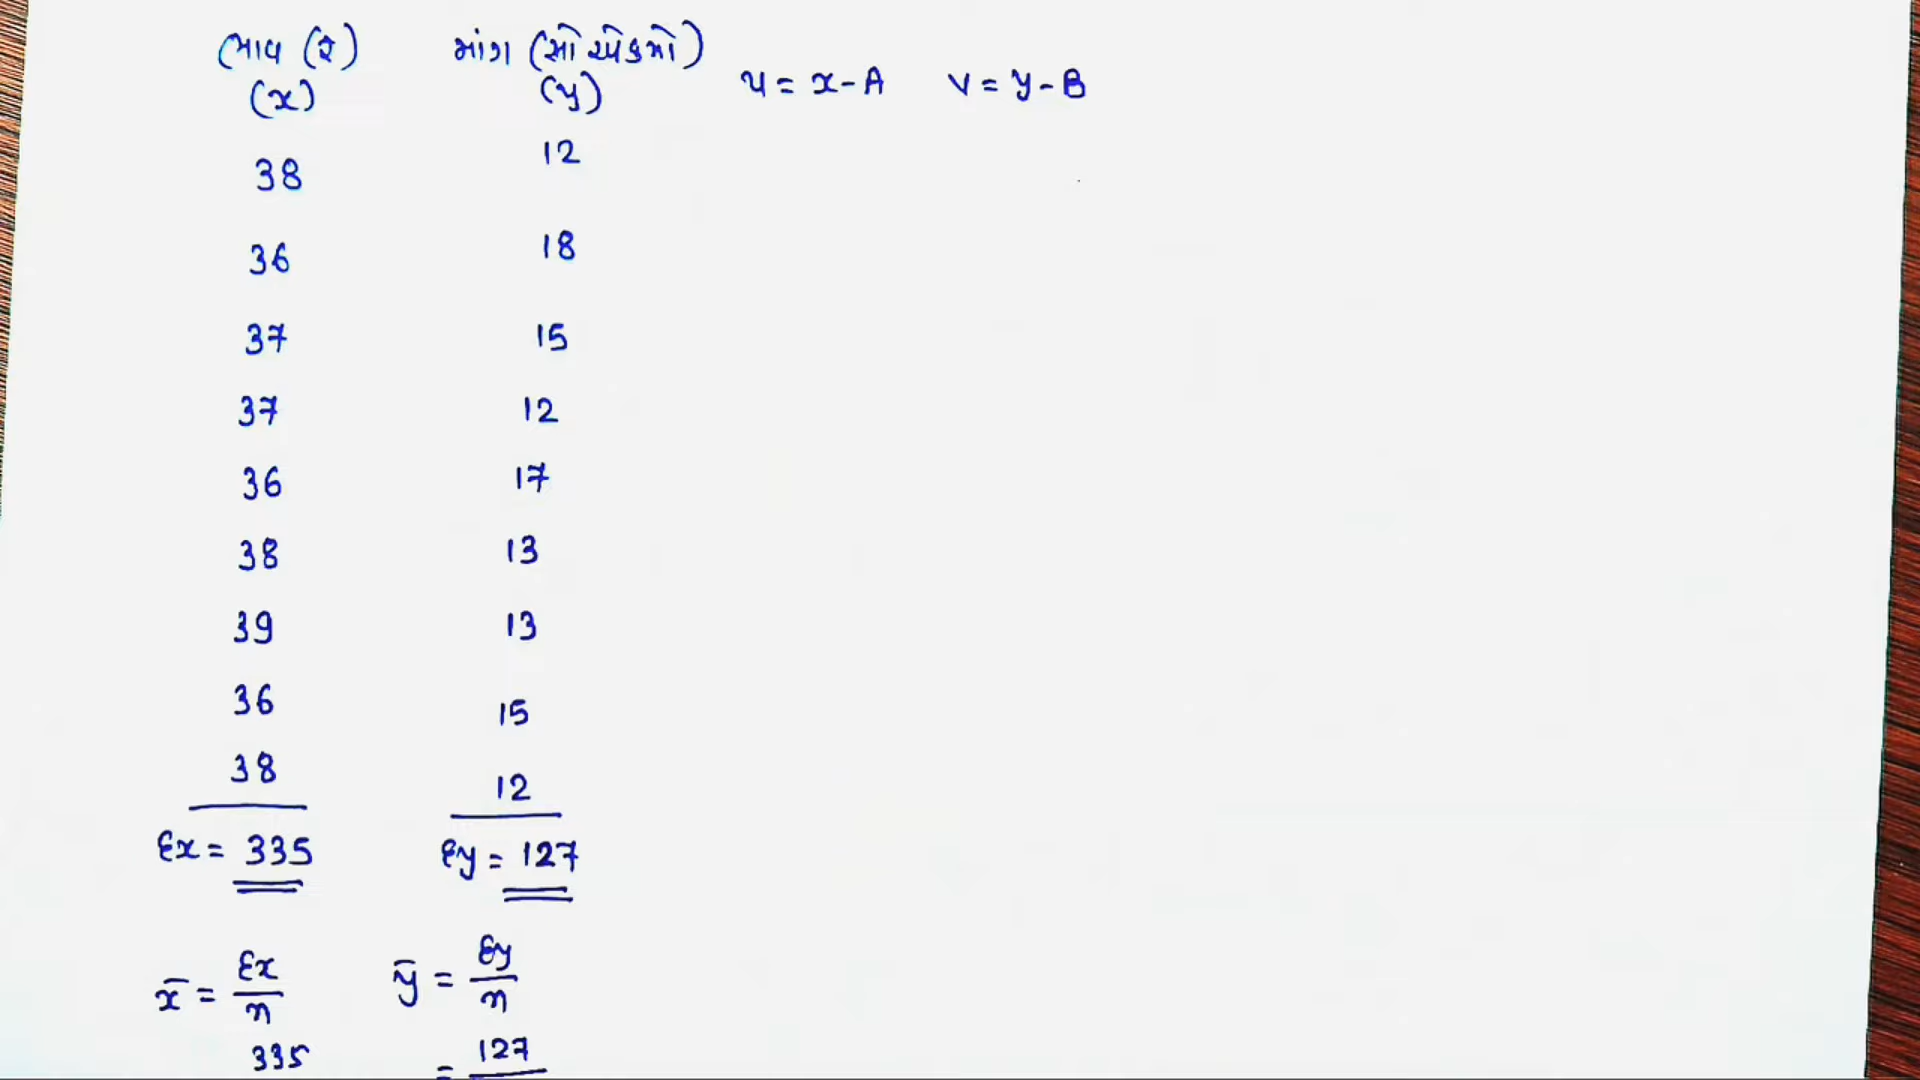 ભાવ (₹) માંગ (સો એકમો)
(x) (y) u = x - A v = y - B
38 12
36 18
37 15
37 12
36 17
38 13
39 13
36 15
38 12
Σx = 335 Σy = 127
x̄ = Σx/n ȳ = Σy/n
335 = 127